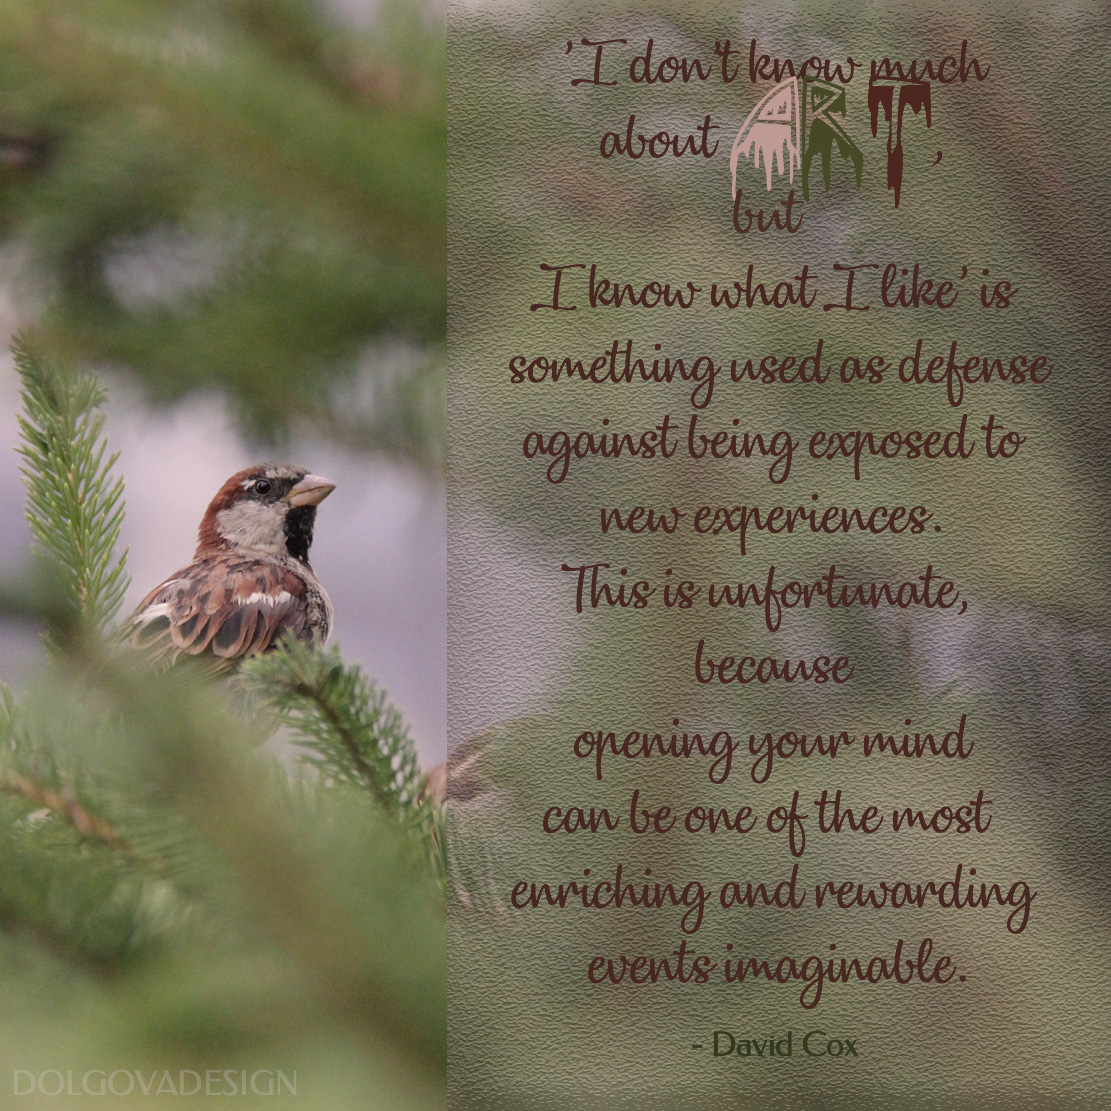 'I don't know much
about ART,
but
I know what I like' is
something used as defense
against being exposed to
new experiences.
This is unfortunate,
because
opening your mind
can be one of the most
enriching and rewarding
events imaginable.
- David Cox
DOLGOVADESIGN